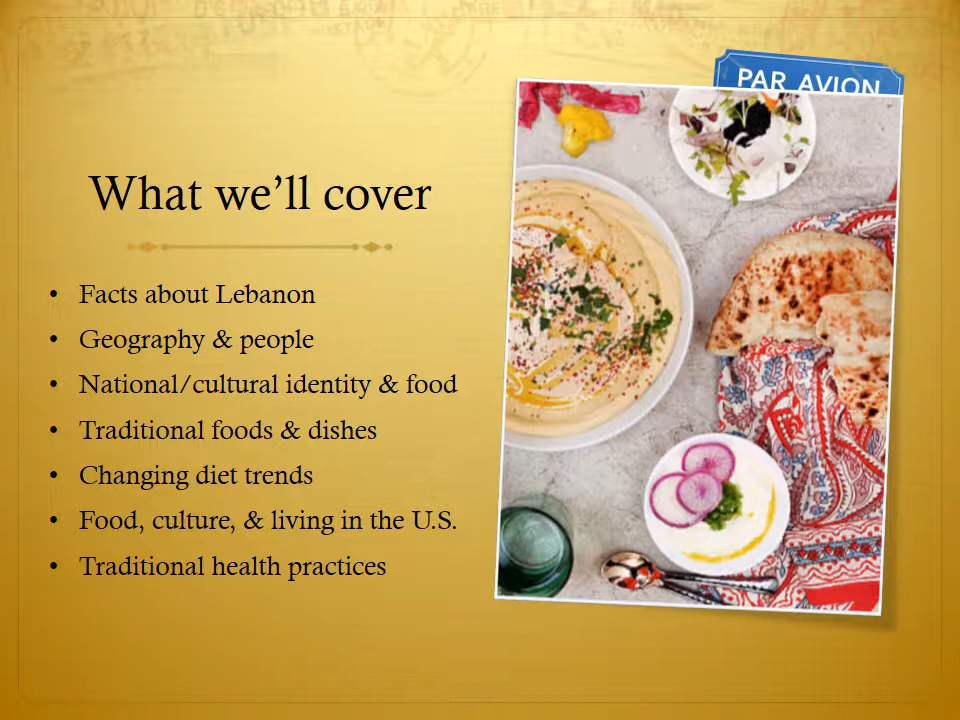 PAR AVION
What we’ll cover
• Facts about Lebanon
• Geography & people
• National/cultural identity & food
• Traditional foods & dishes
• Changing diet trends
• Food, culture, & living in the U.S.
• Traditional health practices